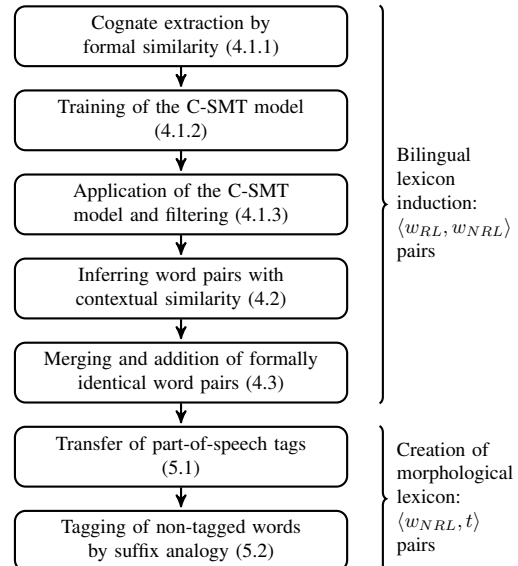 Cognate extraction by
formal similarity (4.1.1)
Training of the C-SMT model
(4.1.2)
Application of the C-SMT
model and filtering (4.1.3)
Inferring word pairs with
contextual similarity (4.2)
Merging and addition of formally
identical word pairs (4.3)
Bilingual
lexicon
induction:
⟨w_RL, w_NRL⟩
pairs
Transfer of part-of-speech tags
(5.1)
Tagging of non-tagged words
by suffix analogy (5.2)
Creation of
morphological
lexicon:
⟨w_NRL, t⟩
pairs